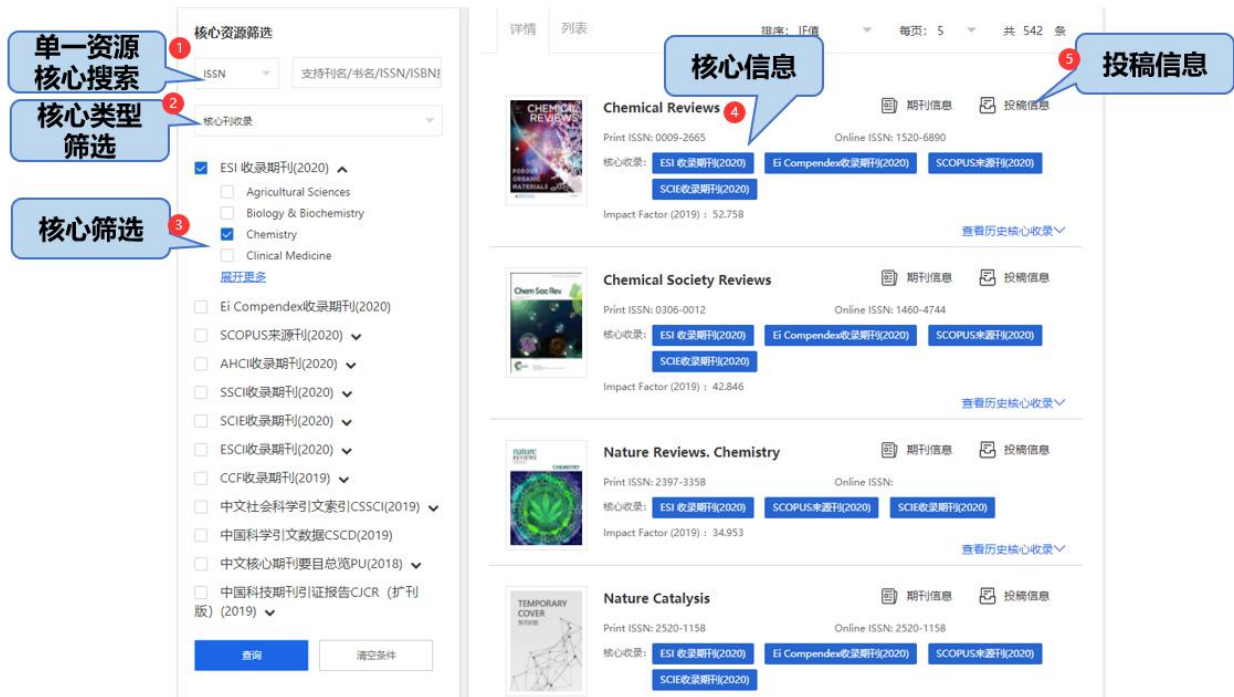 核心资源筛选
单一资源
核心搜索
1
ISSN
支持刊名/书名/ISSN/ISBN
核心类型
筛选
2
核心刊收录
ESI 收录期刊(2020)
Agricultural Sciences
Biology & Biochemistry
核心筛选
3
Chemistry
Clinical Medicine
展开更多
Ei Compendex收录期刊(2020)
SCOPUS来源刊(2020)
AHCI收录期刊(2020)
SSCI收录期刊(2020)
SCIE收录期刊(2020)
ESCI收录期刊(2020)
CCF收录期刊(2019)
中文社会科学引文索引CSSCI(2019)
中国科学引文数据CSCD(2019)
中文核心期刊要目总览PU(2018)
中国科技期刊引证报告CJCR（扩刊
版）(2019)
查询 清空条件
详情 列表 排序: IF值 每页: 5 共 542 条
核心信息
4
5
投稿信息
CHEMICAL
REVIEWS
POROUS
ORGANIC
MATERIALS
Chemical Reviews 期刊信息 投稿信息
Print ISSN: 0009-2665 Online ISSN: 1520-6890
核心收录: ESI 收录期刊(2020) Ei Compendex收录期刊(2020) SCOPUS来源刊(2020)
SCIE收录期刊(2020)
Impact Factor (2019) : 52.758
查看历史核心收录
Chem Soc Rev
Chemical Society Reviews 期刊信息 投稿信息
Print ISSN: 0306-0012 Online ISSN: 1460-4744
核心收录: ESI 收录期刊(2020) Ei Compendex收录期刊(2020) SCOPUS来源刊(2020)
SCIE收录期刊(2020)
Impact Factor (2019) : 42.846
查看历史核心收录
nature
REVIEWS
CHEMISTRY
Nature Reviews. Chemistry 期刊信息 投稿信息
Print ISSN: 2397-3358 Online ISSN:
核心收录: ESI 收录期刊(2020) SCOPUS来源刊(2020) SCIE收录期刊(2020)
Impact Factor (2019) : 34.953
查看历史核心收录
TEMPORARY
COVER
暂无封面
Nature Catalysis 期刊信息 投稿信息
Print ISSN: 2520-1158 Online ISSN: 2520-1158
核心收录: ESI 收录期刊(2020) Ei Compendex收录期刊(2020) SCOPUS来源刊(2020)
SCIE收录期刊(2020)